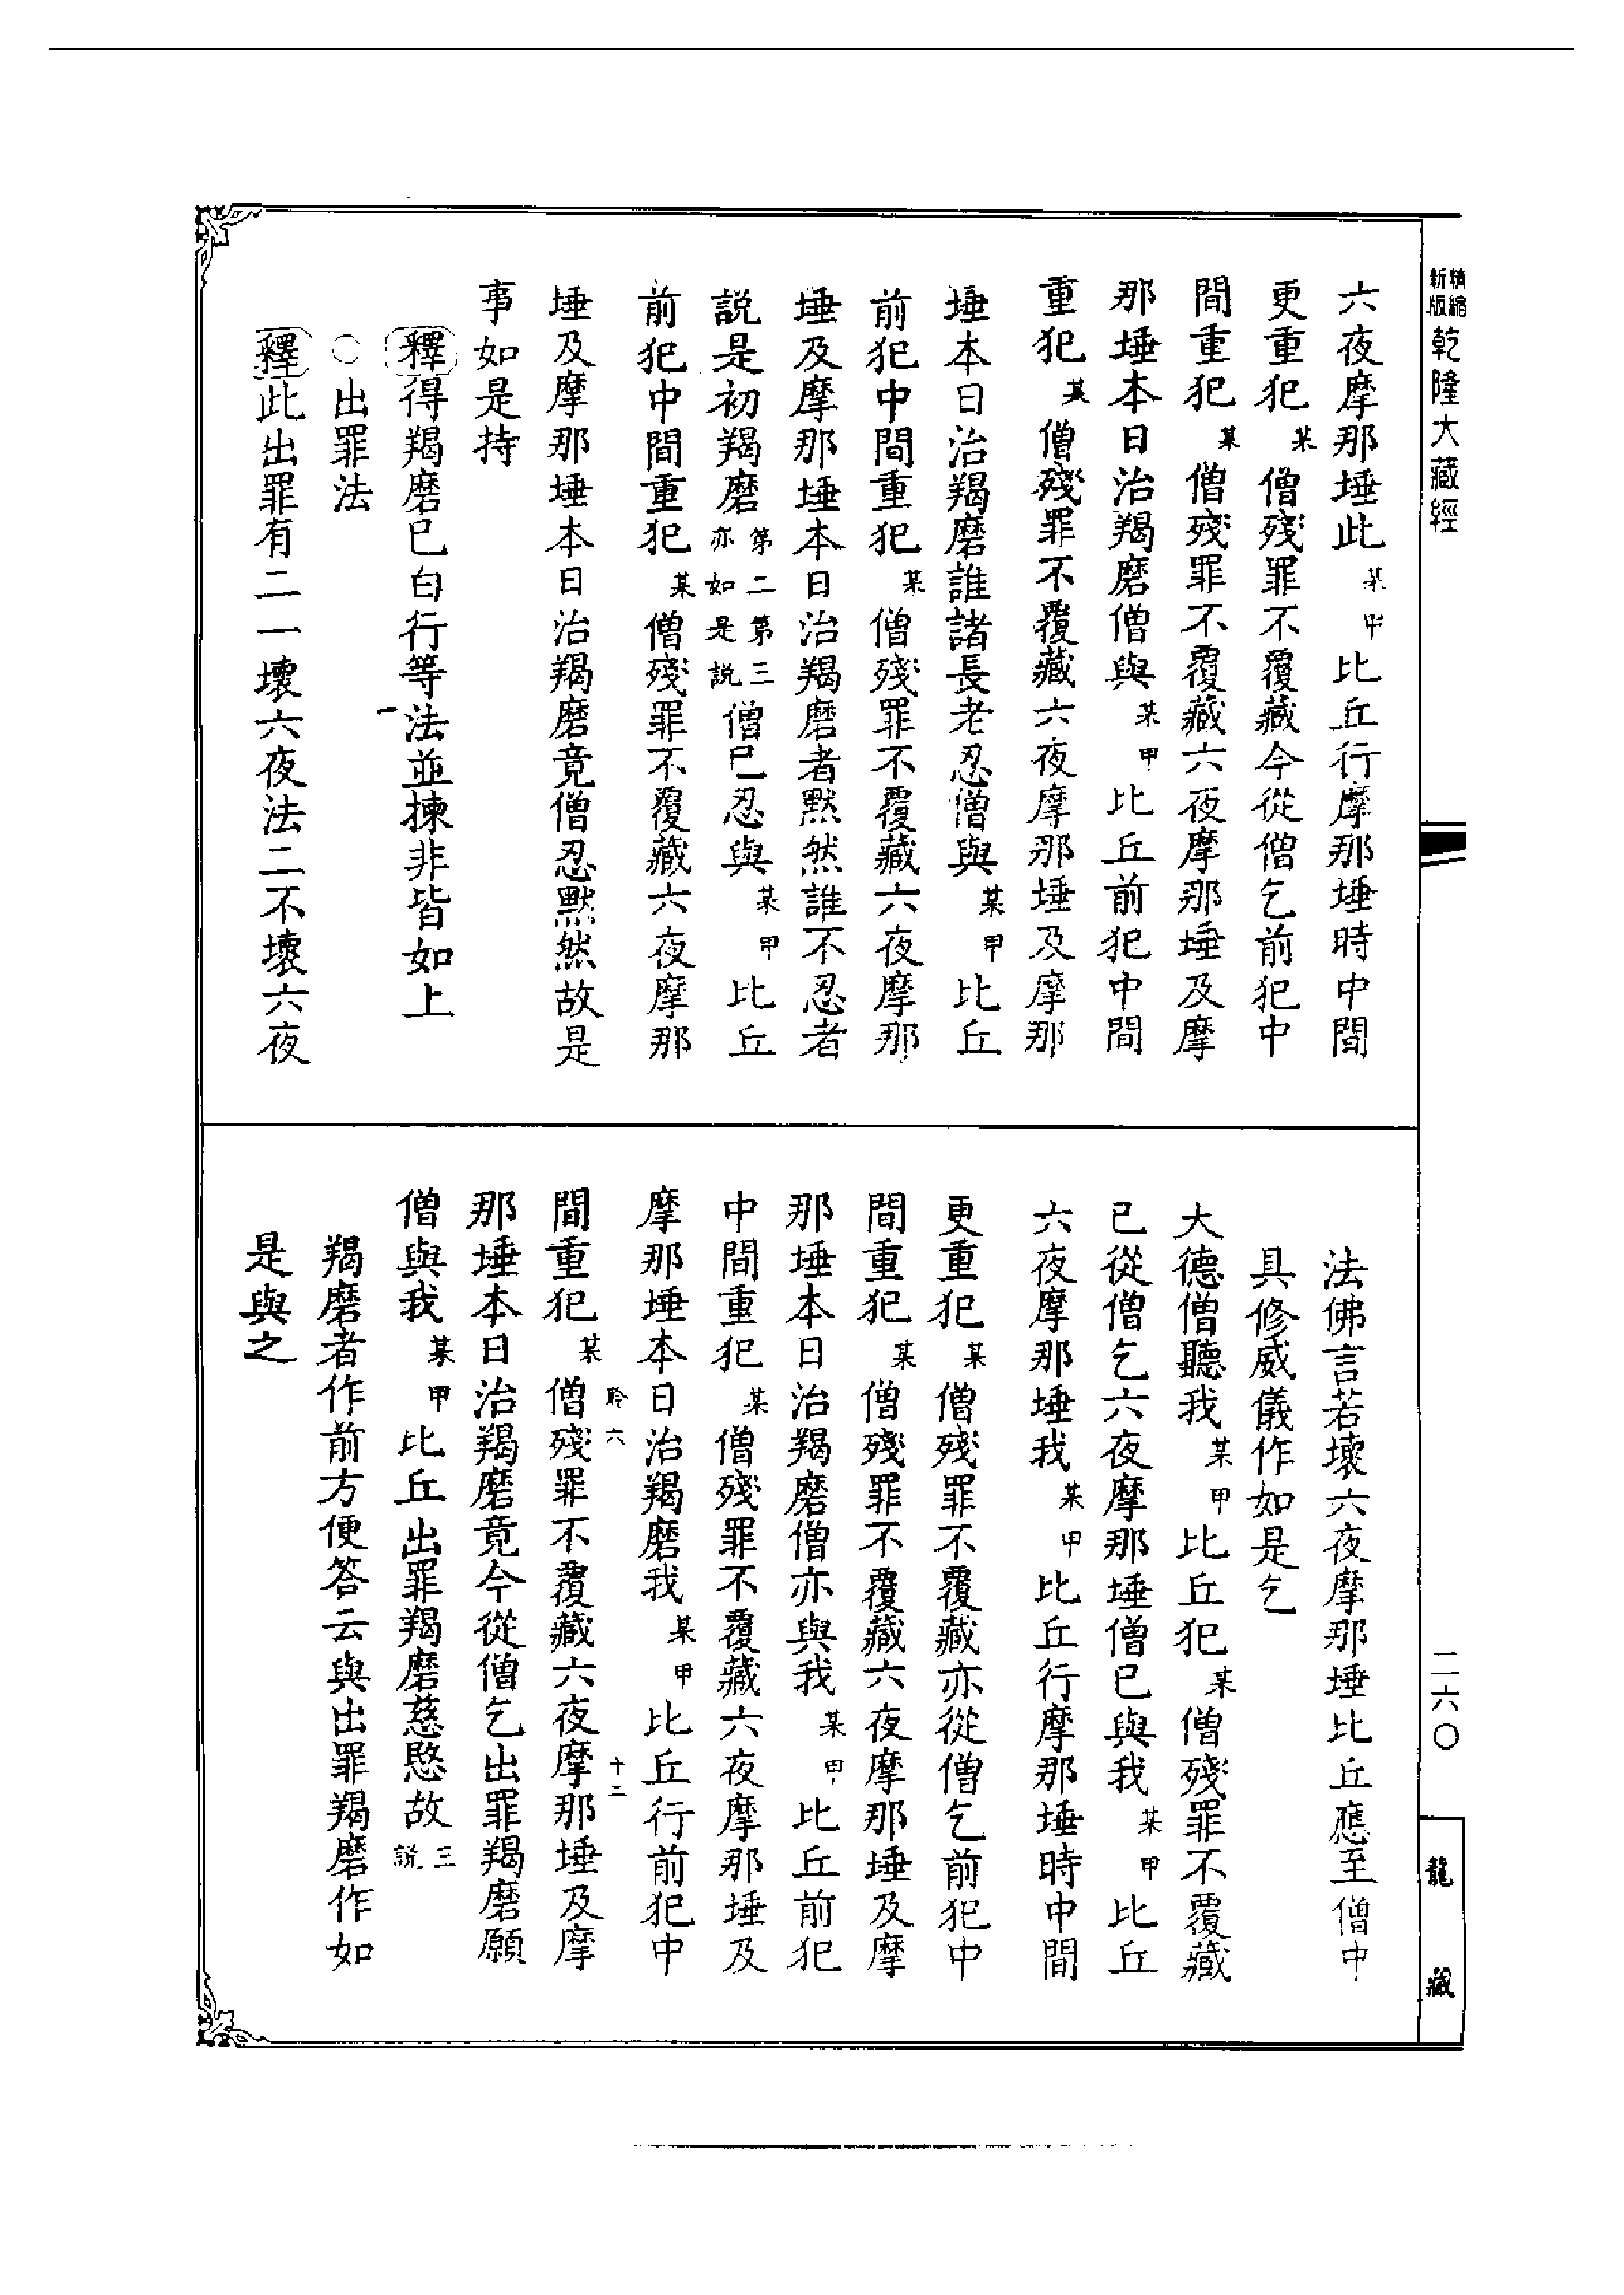 精縮新版乾隆大藏經
六夜摩那埵此某甲比丘行摩那埵時中間
更重犯某僧殘罪不覆藏今從僧乞前犯中
間重犯某僧殘罪不覆藏六夜摩那埵及摩
那埵本日治羯磨僧與某甲比丘前犯中間
重犯某僧殘罪不覆藏六夜摩那埵及摩那
埵本日治羯磨誰諸長老忍僧與某甲比丘
前犯中間重犯某僧殘罪不覆藏六夜摩那
埵及摩那埵本日治羯磨者默然誰不忍者
説是初羯磨第二第三亦如是説僧已忍與某甲比丘
前犯中間重犯某僧殘罪不覆藏六夜摩那
埵及摩那埵本日治羯磨竟僧忍默然故是
事如是持
釋得羯磨已白行等法並揀非皆如上
○出罪法
釋此出罪有二一壞六夜法二不壞六夜
法佛言若壞六夜摩那埵比丘應至僧中
具修威儀作如是乞
大德僧聽我某甲比丘犯某僧殘罪不覆藏
已從僧乞六夜摩那埵僧已與我某甲比丘
六夜摩那埵我某甲比丘行摩那埵時中間
更重犯某僧殘罪不覆藏亦從僧乞前犯中
間重犯某僧殘罪不覆藏六夜摩那埵及摩
那埵本日治羯磨僧亦與我某甲比丘前犯
中間重犯某僧殘罪不覆藏六夜摩那埵及
摩那埵本日治羯磨我某甲比丘行前犯中
聆六 十二
間重犯某僧殘罪不覆藏六夜摩那埵及摩
那埵本日治羯磨竟今從僧乞出罪羯磨願
僧與我某甲比丘出罪羯磨慈愍故三説
羯磨者作前方便答云與出罪羯磨作如
是與之
二六〇
龍藏